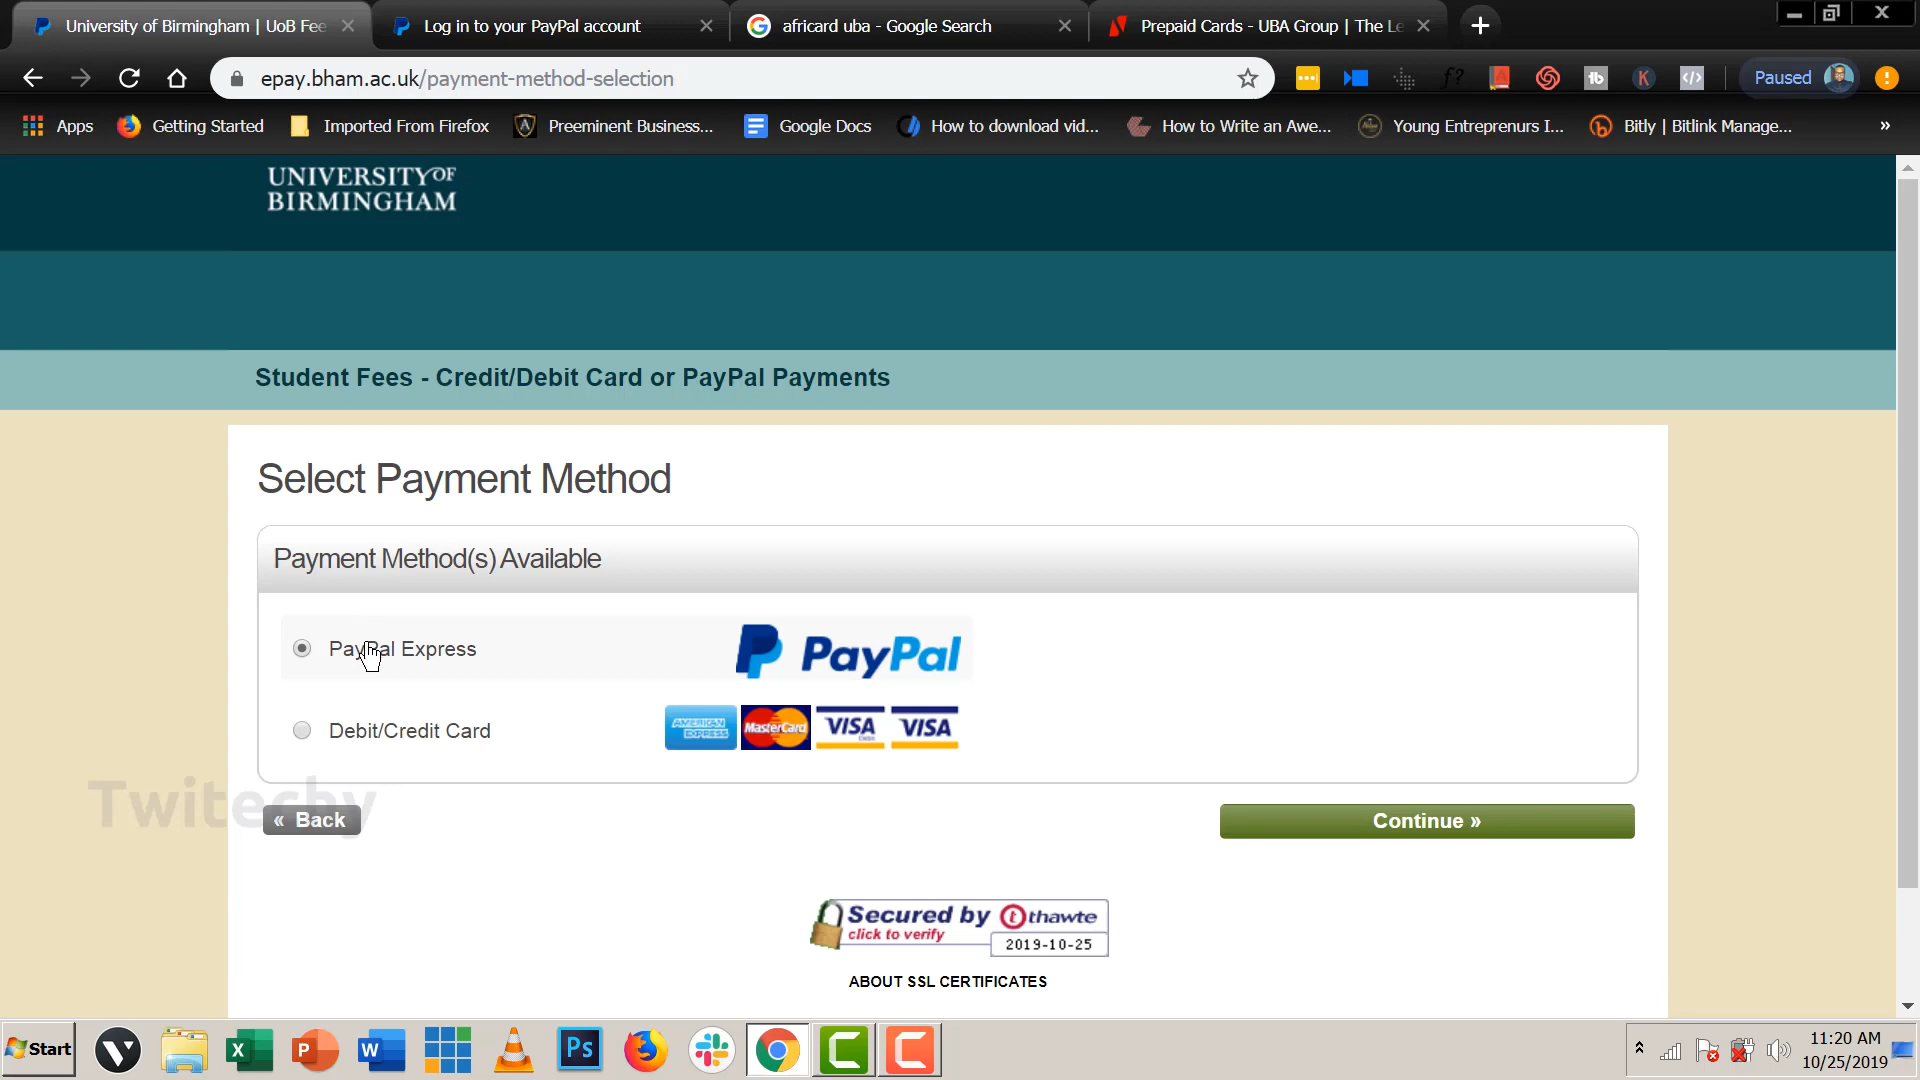 University of Birmingham | UoB Fee
Log in to your PayPal account
africard uba - Google Search
Prepaid Cards - UBA Group | The Le
epay.bham.ac.uk/payment-method-selection
Paused
Apps
Getting Started
Imported From Firefox
Preeminent Business...
Google Docs
How to download vid...
How to Write an Awe...
Young Entreprenurs I...
Bitly | Bitlink Manage...
»
UNIVERSITY OF
BIRMINGHAM
Student Fees - Credit/Debit Card or PayPal Payments
Select Payment Method
Payment Method(s) Available
PayPal Express
PayPal
Debit/Credit Card
AMERICAN EXPRESS
MasterCard
VISA
VISA
Twitechy
« Back
Continue »
Secured by thawte
click to verify
2019-10-25
ABOUT SSL CERTIFICATES
Start
11:20 AM
10/25/2019